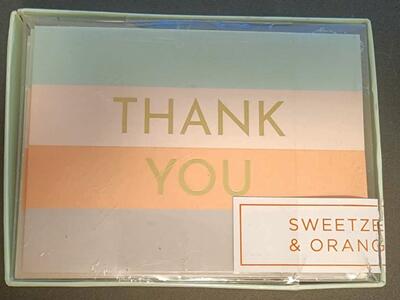 THANK
YOU
SWEETZE
& ORANG